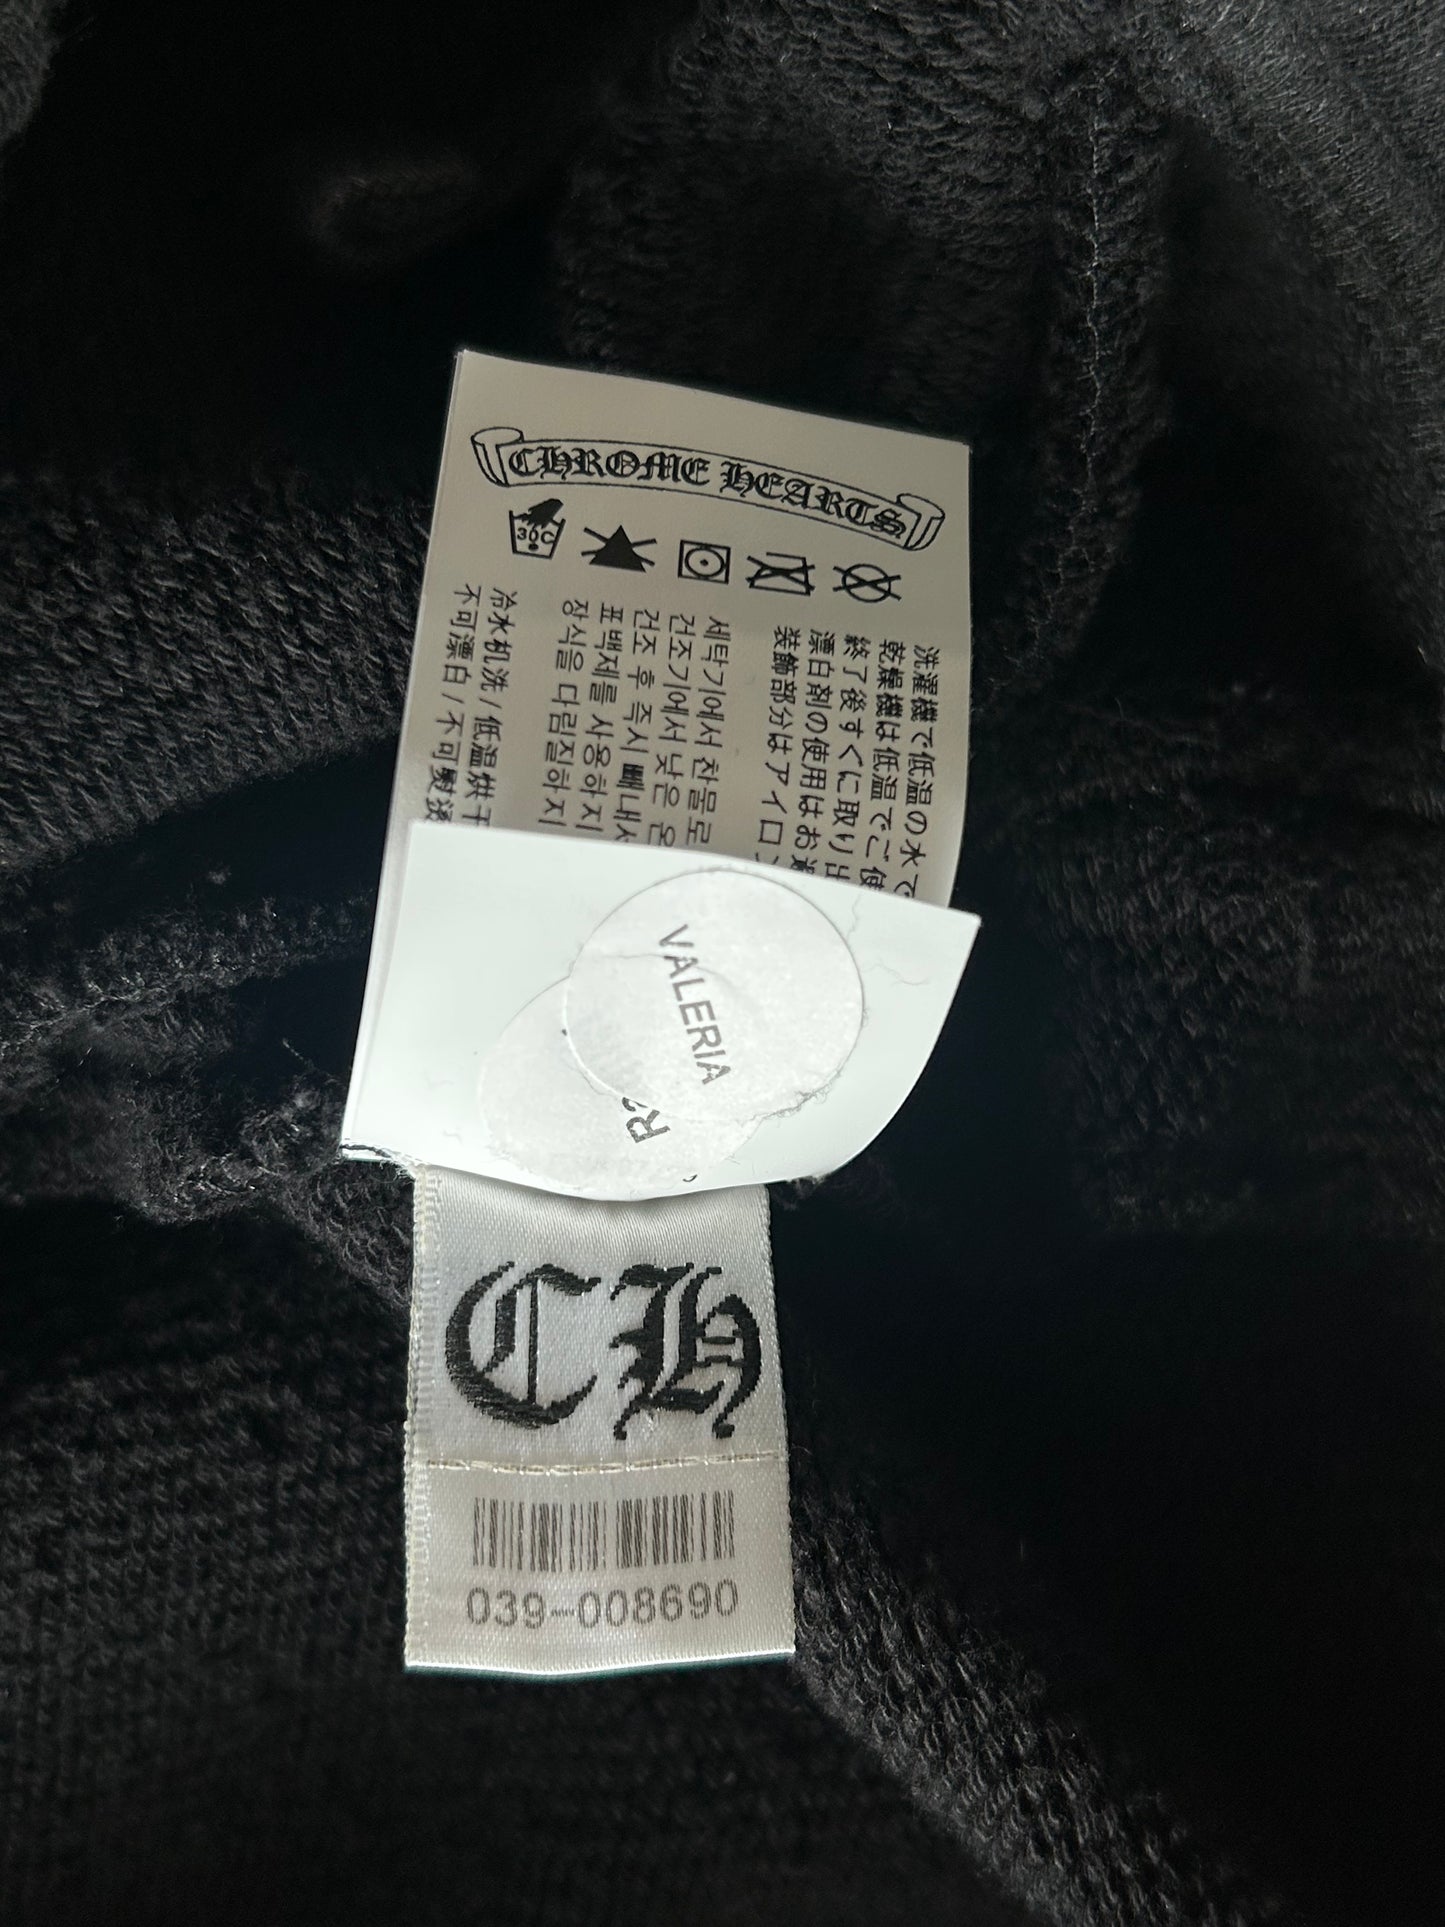 CHROME HEARTS
30C
洗濯機で低温の水で
乾燥機は低温でご使
終了後すぐに取り出
漂白剤の使用はお
装飾部分はアイロン
세탁기에서 찬물로
건조기에서 낮은 온
건조 후 즉시 빼내서
표백제를 사용하지
장식을 다림질하지
冷水机洗/低温烘干
不可漂白/不可熨烫
VALERIA
CH
039-008690